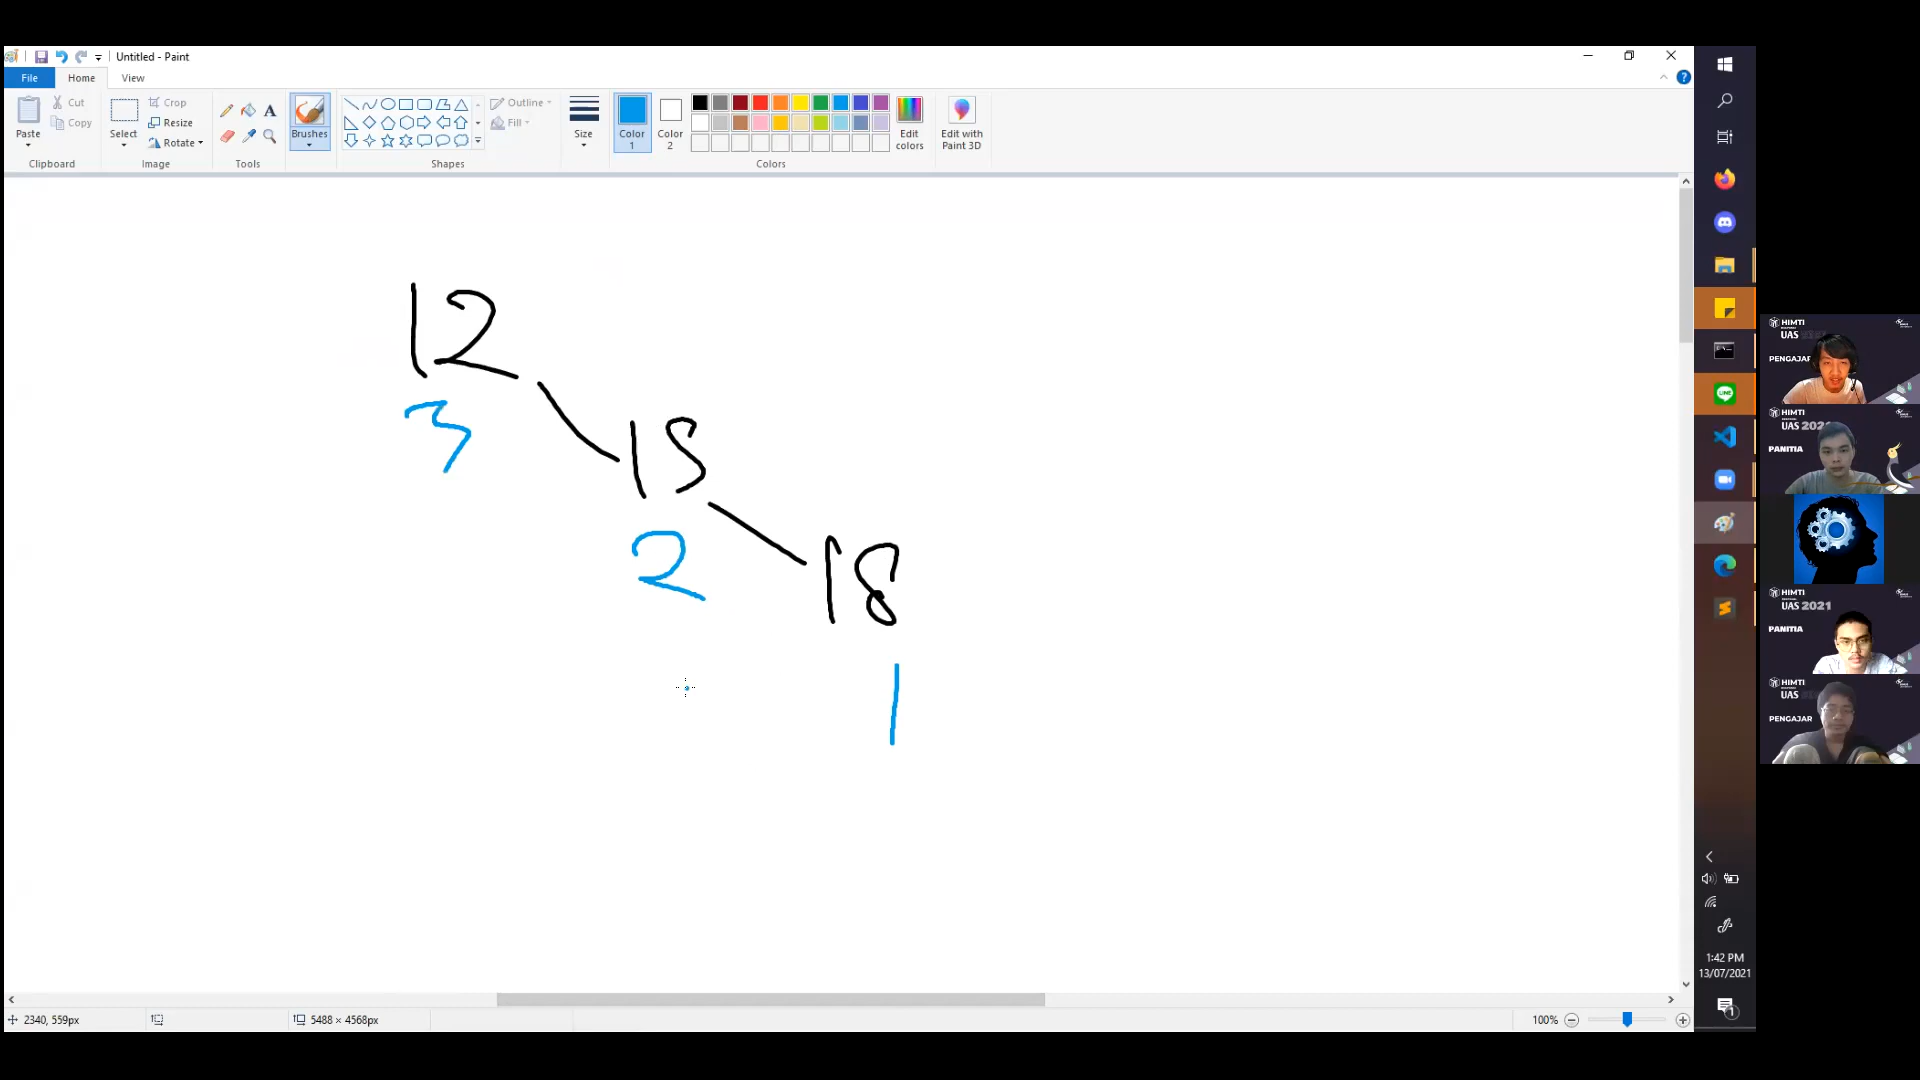 Untitled - Paint
File Home View
Paste
Cut
Copy
Clipboard
Select
Crop
Resize
Rotate
Image
Tools
Brushes
Shapes
Outline
Fill
Size
Color 1
Color 2
Colors
Edit colors
Edit with Paint 3D
12
3
15
2
18
1
2340, 559px
5488 × 4568px
100%
1:42 PM
13/07/2021
1
LINE
HIMTI
UAS
PENGAJAR
HIMTI
UAS 202
PANITIA
HIMTI
UAS 2021
PANITIA
HIMTI
UAS
PENGAJAR